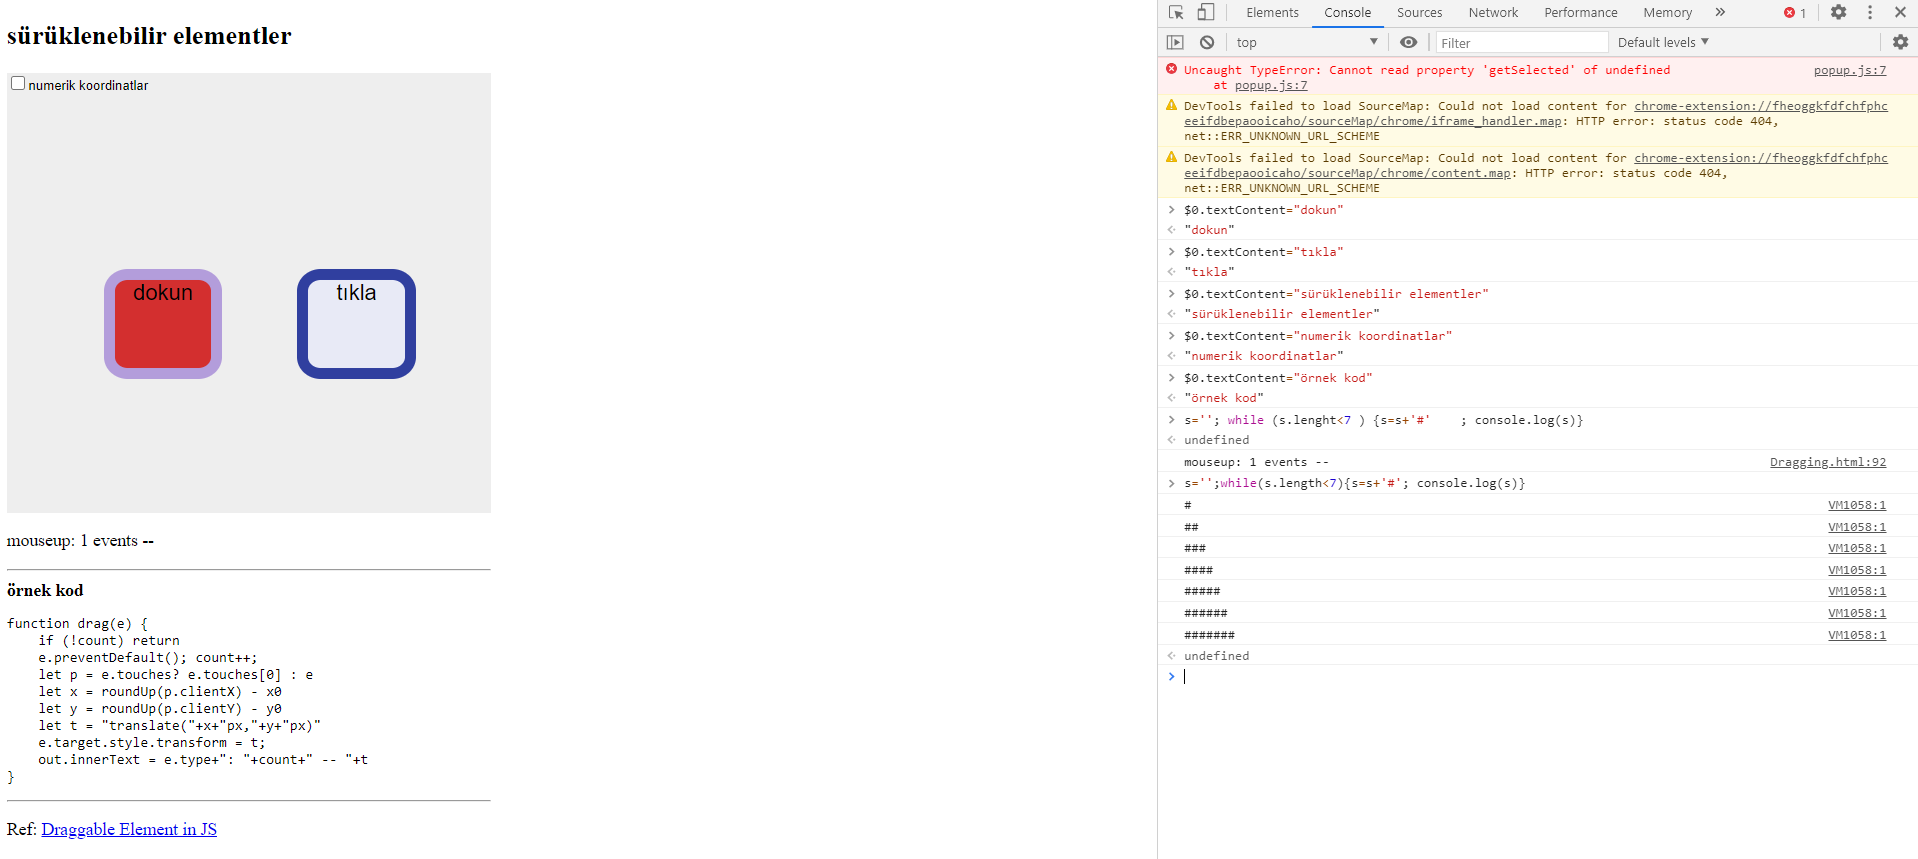 sürüklenebilir elementler
numerik koordinatlar
dokun
tıkla
mouseup: 1 events --
örnek kod
function drag(e) {
    if (!count) return
    e.preventDefault(); count++;
    let p = e.touches? e.touches[0] : e
    let x = roundUp(p.clientX) - x0
    let y = roundUp(p.clientY) - y0
    let t = "translate("+x+"px,"+y+"px)"
    e.target.style.transform = t;
    out.innerText = e.type+": "+count+" -- "+t
}
Ref: Draggable Element in JS
Elements Console Sources Network Performance Memory » 1
top Filter Default levels
Uncaught TypeError: Cannot read property 'getSelected' of undefined popup.js:7
at popup.js:7
DevTools failed to load SourceMap: Could not load content for chrome-extension://fheoggkfdfchfphc
eeifdbepaooicaho/sourceMap/chrome/iframe_handler.map: HTTP error: status code 404,
net::ERR_UNKNOWN_URL_SCHEME
DevTools failed to load SourceMap: Could not load content for chrome-extension://fheoggkfdfchfphc
eeifdbepaooicaho/sourceMap/chrome/content.map: HTTP error: status code 404,
net::ERR_UNKNOWN_URL_SCHEME
> $0.textContent="dokun"
"dokun"
> $0.textContent="tıkla"
"tıkla"
> $0.textContent="sürüklenebilir elementler"
"sürüklenebilir elementler"
> $0.textContent="numerik koordinatlar"
"numerik koordinatlar"
> $0.textContent="örnek kod"
"örnek kod"
> s=''; while (s.lenght<7 ) {s=s+'#'    ; console.log(s)}
undefined
mouseup: 1 events -- Dragging.html:92
> s='';while(s.length<7){s=s+'#'; console.log(s)}
# VM1058:1
## VM1058:1
### VM1058:1
#### VM1058:1
##### VM1058:1
###### VM1058:1
####### VM1058:1
undefined
>